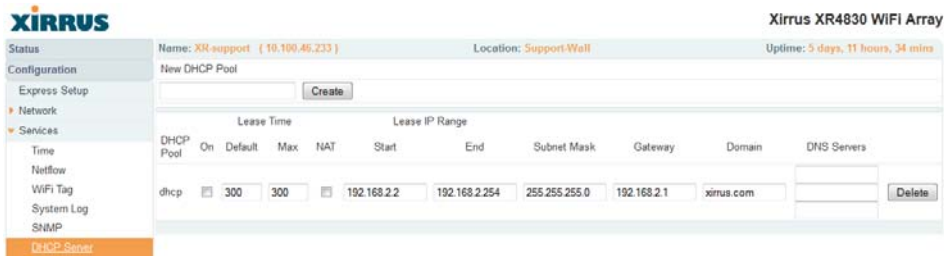 XIRRUS
Xirrus XR4830 WiFi Array
Status
Name: XR-support ( 10.100.46.233 )
Location: Support-Wall
Uptime: 5 days, 11 hours, 34 mins
Configuration
New DHCP Pool
Express Setup
Create
Network
Services
Lease Time
Lease IP Range
Time
DHCP Pool
On
Default
Max
NAT
Start
End
Subnet Mask
Gateway
Domain
DNS Servers
Netflow
WiFi Tag
dhcp
300
300
192.168.2.2
192.168.2.254
255.255.255.0
192.168.2.1
xirrus.com
Delete
System Log
SNMP
DHCP Server